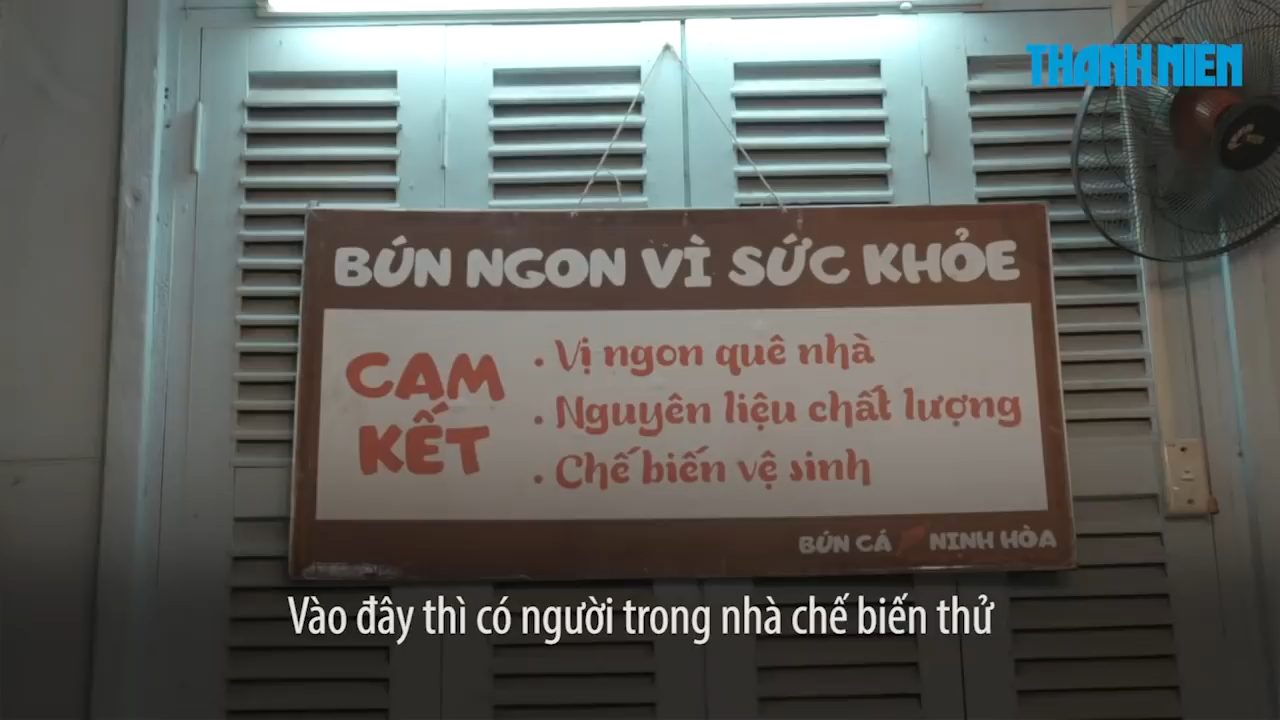 THANH NIÊN
BÚN NGON VÌ SỨC KHỎE
CAM KẾT
. Vị ngon quê nhà
. Nguyên liệu chất lượng
. Chế biến vệ sinh
BÚN CÁ NINH HÒA
Vào đây thì có người trong nhà chế biến thử